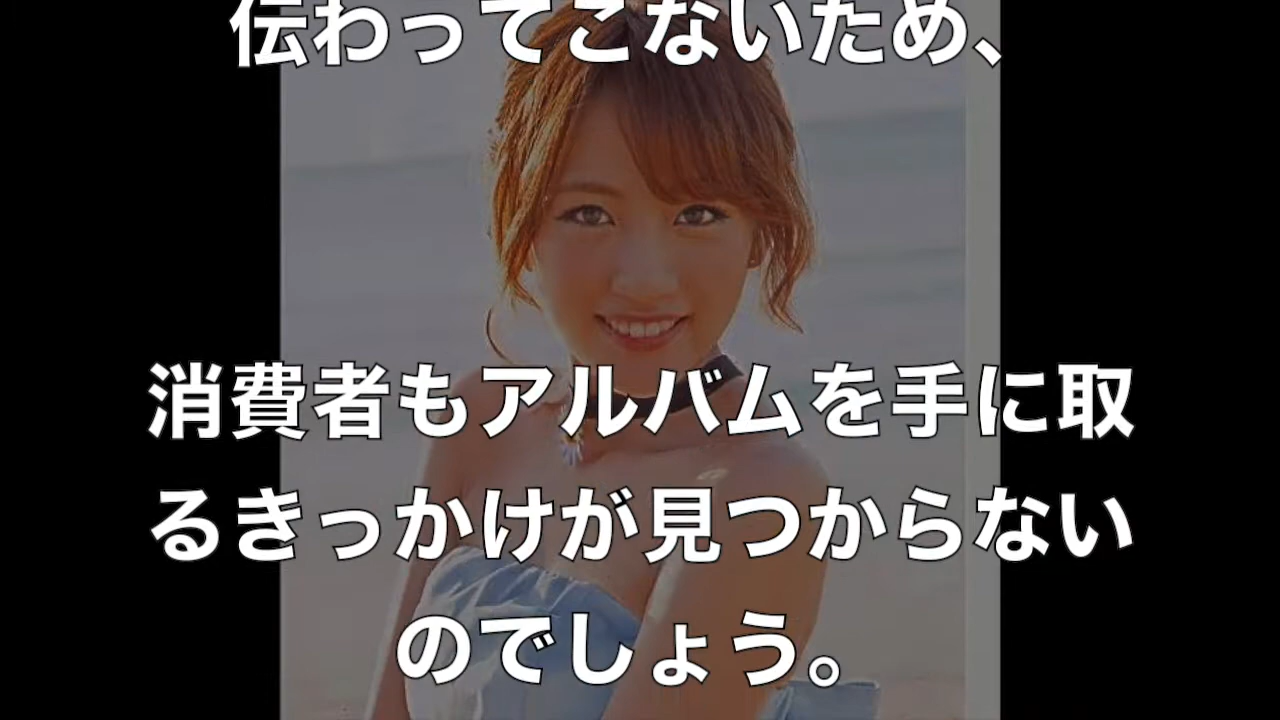 伝わってこないため、
消費者もアルバムを手に取
るきっかけが見つからない
のでしょう。